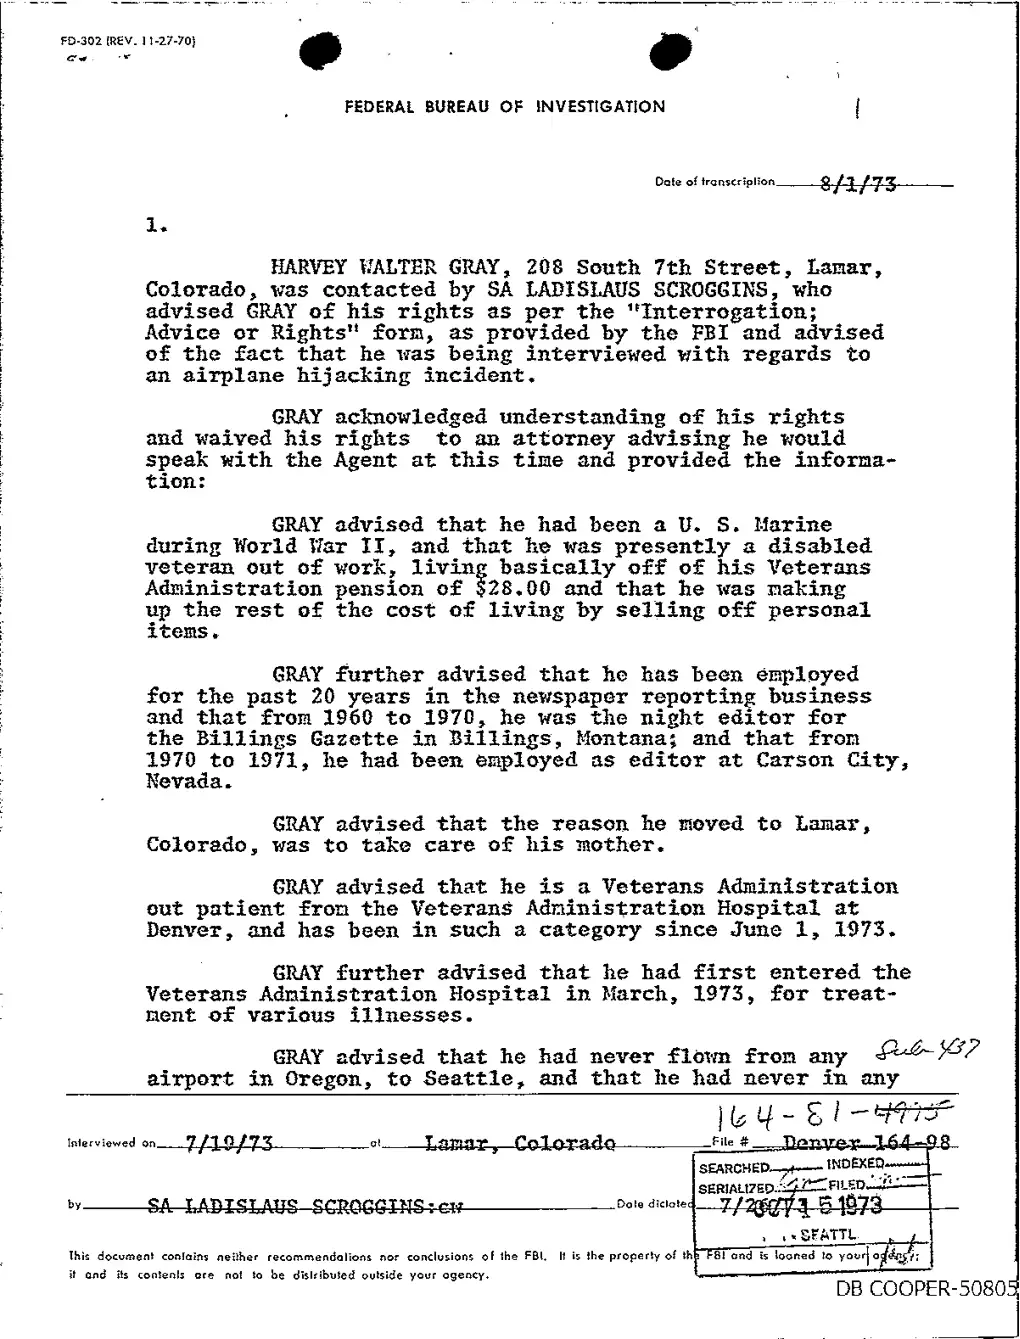 FD-302 (REV. 11-27-70)
FEDERAL BUREAU OF INVESTIGATION
1
Date of transcription 8/1/73
1.
HARVEY WALTER GRAY, 208 South 7th Street, Lamar,
Colorado, was contacted by SA LADISLAUS SCROGGINS, who
advised GRAY of his rights as per the "Interrogation;
Advice or Rights" form, as provided by the FBI and advised
of the fact that he was being interviewed with regards to
an airplane hijacking incident.
GRAY acknowledged understanding of his rights
and waived his rights to an attorney advising he would
speak with the Agent at this time and provided the informa-
tion:
GRAY advised that he had been a U. S. Marine
during World War II, and that he was presently a disabled
veteran out of work, living basically off of his Veterans
Administration pension of $28.00 and that he was making
up the rest of the cost of living by selling off personal
items.
GRAY further advised that he has been employed
for the past 20 years in the newspaper reporting business
and that from 1960 to 1970, he was the night editor for
the Billings Gazette in Billings, Montana; and that from
1970 to 1971, he had been employed as editor at Carson City,
Nevada.
GRAY advised that the reason he moved to Lamar,
Colorado, was to take care of his mother.
GRAY advised that he is a Veterans Administration
out patient from the Veterans Administration Hospital at
Denver, and has been in such a category since June 1, 1973.
GRAY further advised that he had first entered the
Veterans Administration Hospital in March, 1973, for treat-
ment of various illnesses.
GRAY advised that he had never flown from any
Sub 437
airport in Oregon, to Seattle, and that he had never in any
164-81-4975
Interviewed on 7/19/73 at Lamar, Colorado File # Denver 164-98
SEARCHED INDEXED
SERIALIZED FILED
by SA LADISLAUS SCROGGINS:cw Date dictated 7/2 1973
SEATTL
This document contains neither recommendations nor conclusions of the FBI. It is the property of the FBI and is loaned to your agency;
it and its contents are not to be distributed outside your agency.
DB COOPER-50805